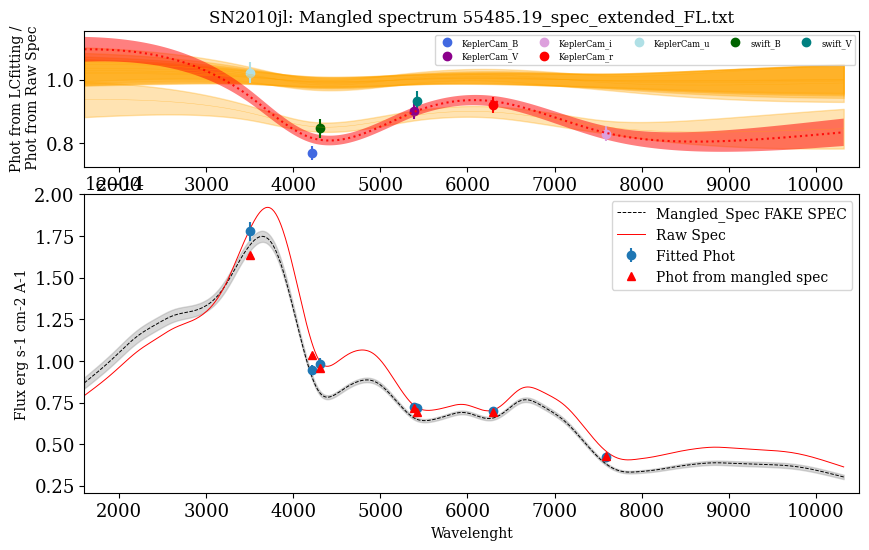 SN2010jl: Mangled spectrum 55485.19_spec_extended_FL.txt
Phot from LCfitting /
Phot from Raw Spec
1.0
0.8
KeplerCam_B KeplerCam_i KeplerCam_u swift_B swift_V
KeplerCam_V KeplerCam_r
2000 3000 4000 5000 6000 7000 8000 9000 10000
1e−14
Flux erg s-1 cm-2 A-1
2.00
1.75
1.50
1.25
1.00
0.75
0.50
0.25
Mangled_Spec FAKE SPEC
Raw Spec
Fitted Phot
Phot from mangled spec
2000 3000 4000 5000 6000 7000 8000 9000 10000
Wavelenght